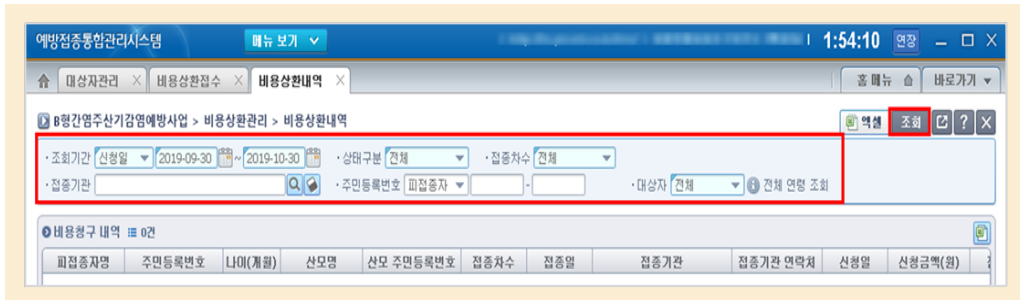 예방접종통합관리시스템 메뉴 보기 1:54:10 연장
대상자관리 비용상환접수 비용상환내역 홈 메뉴 바로가기
B형간염주산기감염예방사업 > 비용상환관리 > 비용상환내역 엑셀 조회 ?
· 조회기간 신청일 2019-09-30 ~ 2019-10-30 · 상태구분 전체 · 접종차수 전체
· 접종기관 · 주민등록번호 피접종자 - · 대상자 전체 전체 연령 조회
비용청구 내역 0건
피접종자명 주민등록번호 나이(개월) 산모명 산모 주민등록번호 접종차수 접종일 접종기관 접종기관 연락처 신청일 신청금액(원)